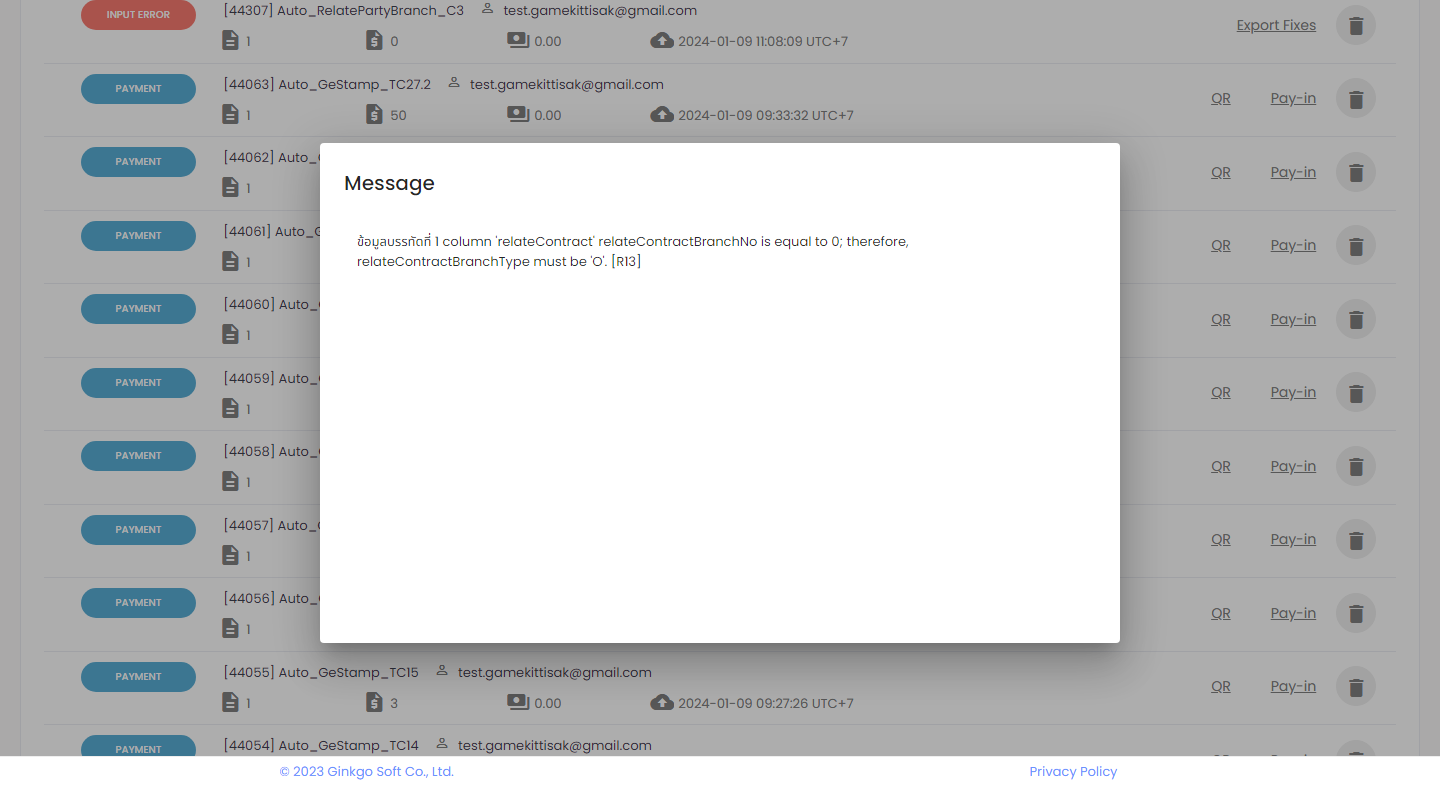 INPUT ERROR
[44307] Auto_RelatePartyBranch_C3 test.gamekittisak@gmail.com
1 0 0.00 2024-01-09 11:08:09 UTC+7
Export Fixes
PAYMENT
[44063] Auto_GeStamp_TC27.2 test.gamekittisak@gmail.com
1 50 0.00 2024-01-09 09:33:32 UTC+7
QR Pay-in
PAYMENT
[44062] Auto_
1
QR Pay-in
Message
ข้อมูลบรรทัดที่ 1 column 'relateContract' relateContractBranchNo is equal to 0; therefore,
relateContractBranchType must be 'O'. [R13]
PAYMENT
[44061] Auto_G
1
QR Pay-in
PAYMENT
[44060] Auto_
1
QR Pay-in
PAYMENT
[44059] Auto_
1
QR Pay-in
PAYMENT
[44058] Auto_
1
QR Pay-in
PAYMENT
[44057] Auto_
1
QR Pay-in
PAYMENT
[44056] Auto_
1
QR Pay-in
PAYMENT
[44055] Auto_GeStamp_TC15 test.gamekittisak@gmail.com
1 3 0.00 2024-01-09 09:27:26 UTC+7
QR Pay-in
PAYMENT
[44054] Auto_GeStamp_TC14 test.gamekittisak@gmail.com
© 2023 Ginkgo Soft Co., Ltd.
Privacy Policy